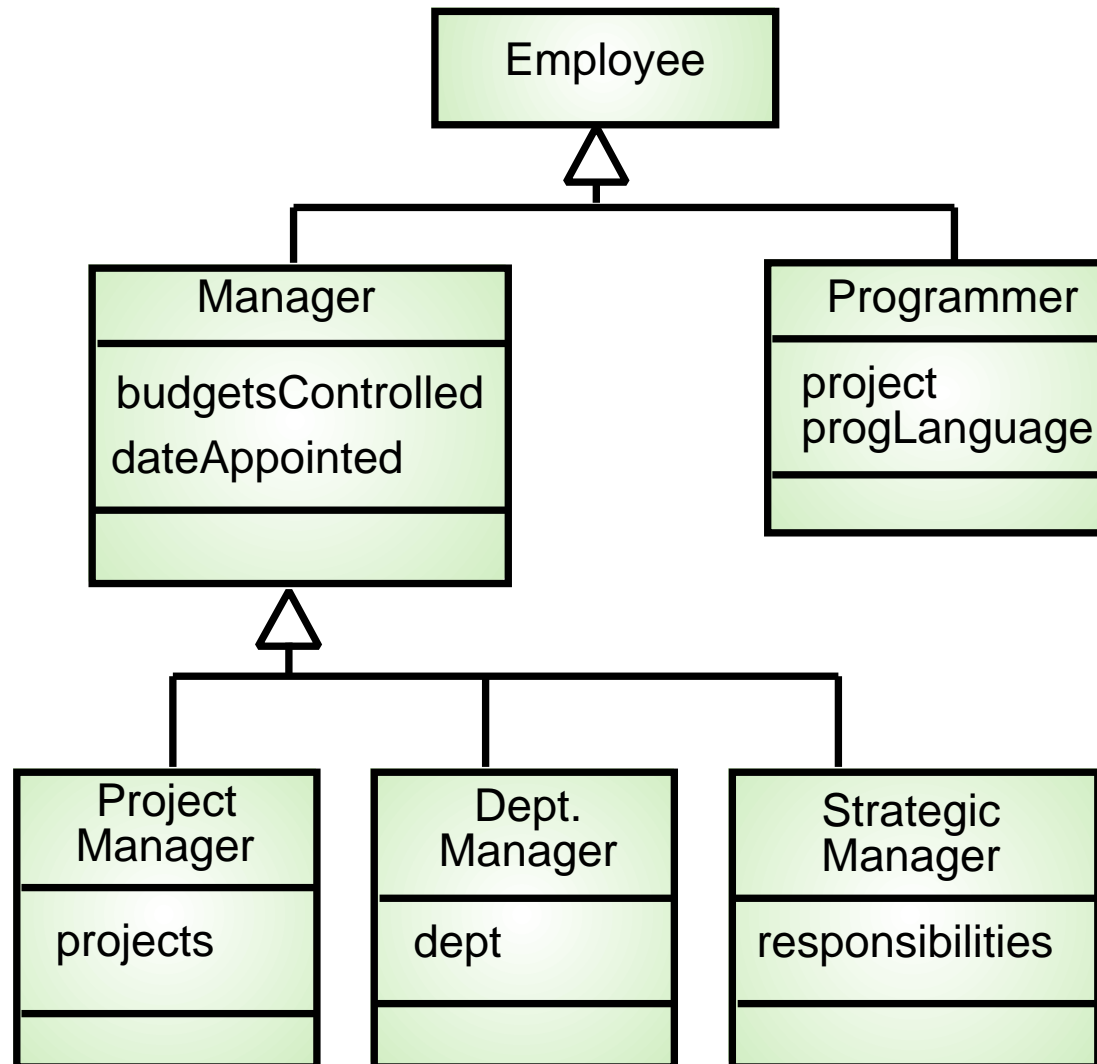 Employee
Manager
budgetsControlled
dateAppointed
Programmer
project
progLanguage
Project
Manager
projects
Dept.
Manager
dept
Strategic
Manager
responsibilities